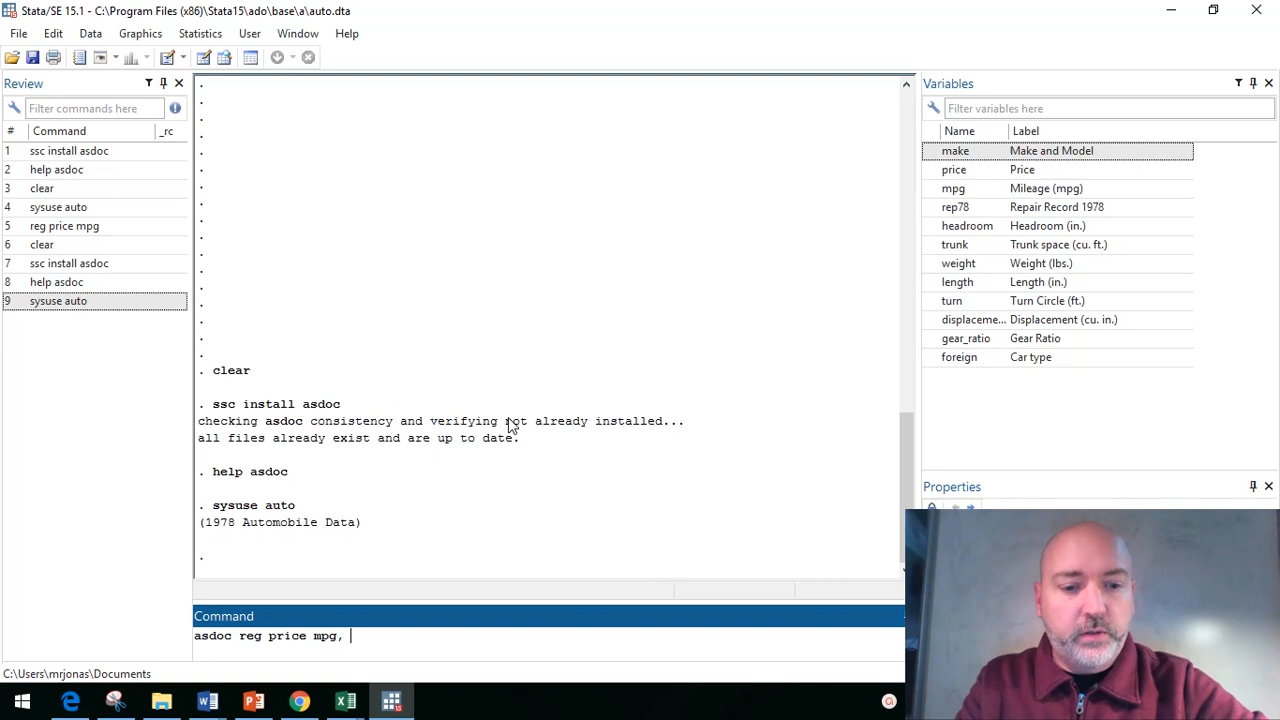 Stata/SE 15.1 - C:\Program Files (x86)\Stata15\ado\base\a\auto.dta
File Edit Data Graphics Statistics User Window Help
Review
Filter commands here
# Command _rc
1 ssc install asdoc
2 help asdoc
3 clear
4 sysuse auto
5 reg price mpg
6 clear
7 ssc install asdoc
8 help asdoc
9 sysuse auto
. clear
. ssc install asdoc
checking asdoc consistency and verifying not already installed...
all files already exist and are up to date.
. help asdoc
. sysuse auto
(1978 Automobile Data)
.
Command
asdoc reg price mpg,
Variables
Filter variables here
Name Label
make Make and Model
price Price
mpg Mileage (mpg)
rep78 Repair Record 1978
headroom Headroom (in.)
trunk Trunk space (cu. ft.)
weight Weight (lbs.)
length Length (in.)
turn Turn Circle (ft.)
displaceme... Displacement (cu. in.)
gear_ratio Gear Ratio
foreign Car type
Properties
C:\Users\mrjonas\Documents